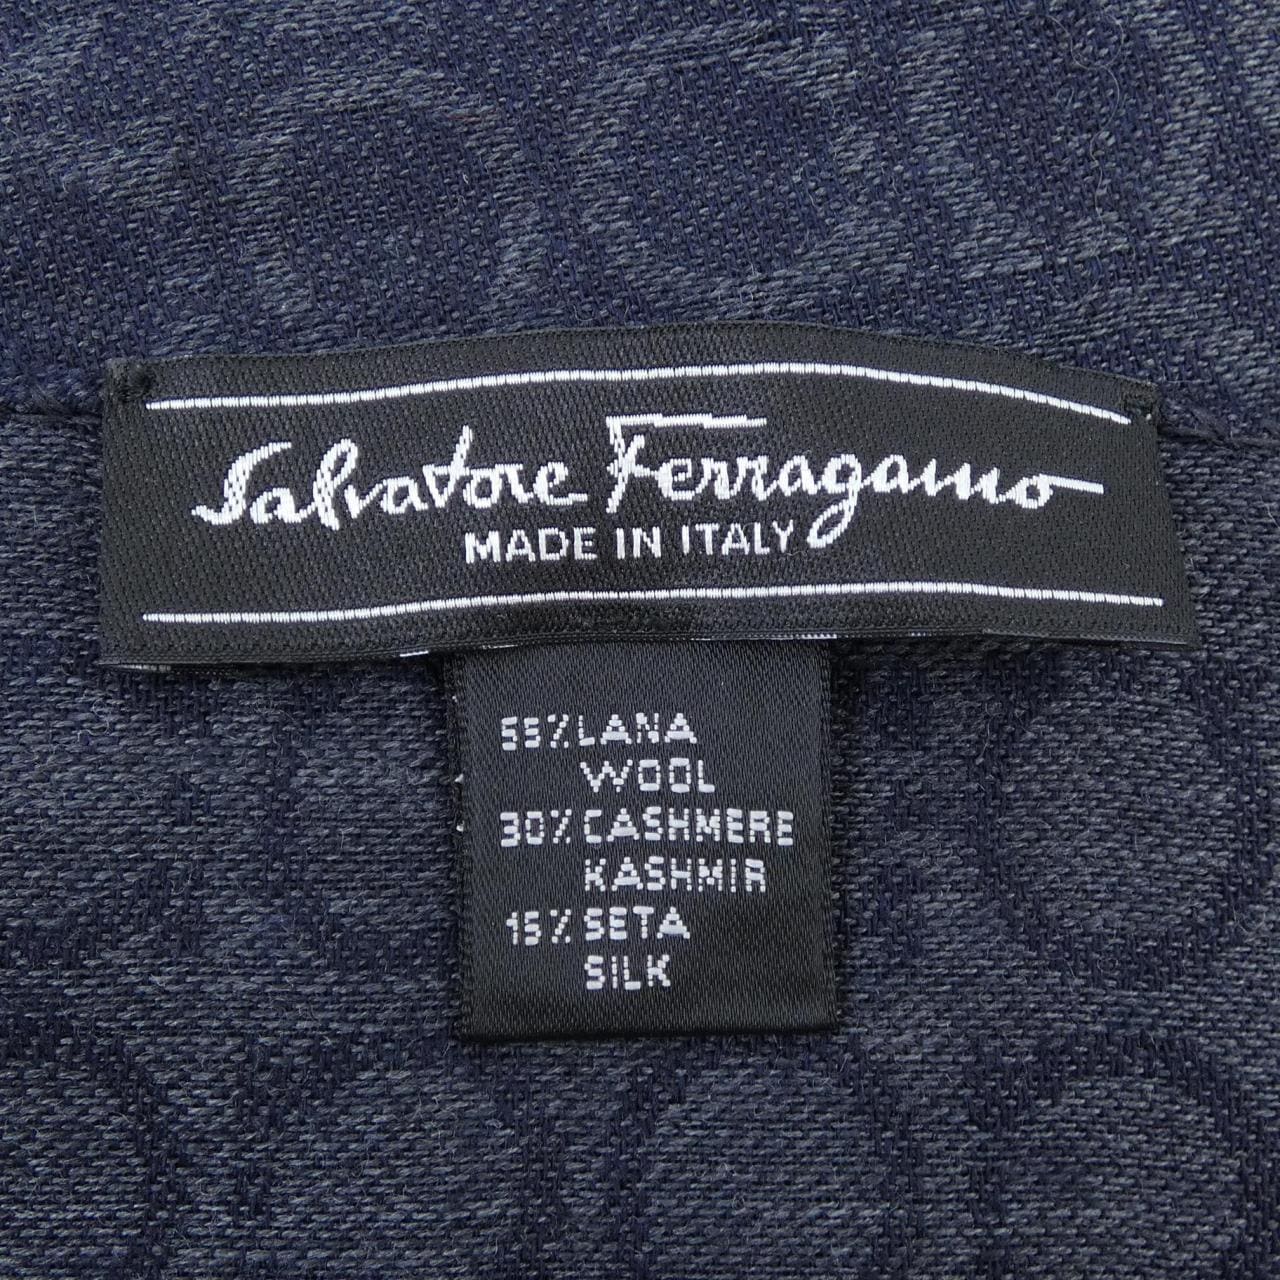 Salvatore Ferragamo
MADE IN ITALY
55% LANA
WOOL
30% CASHMERE
KASHMIR
15% SETA
SILK